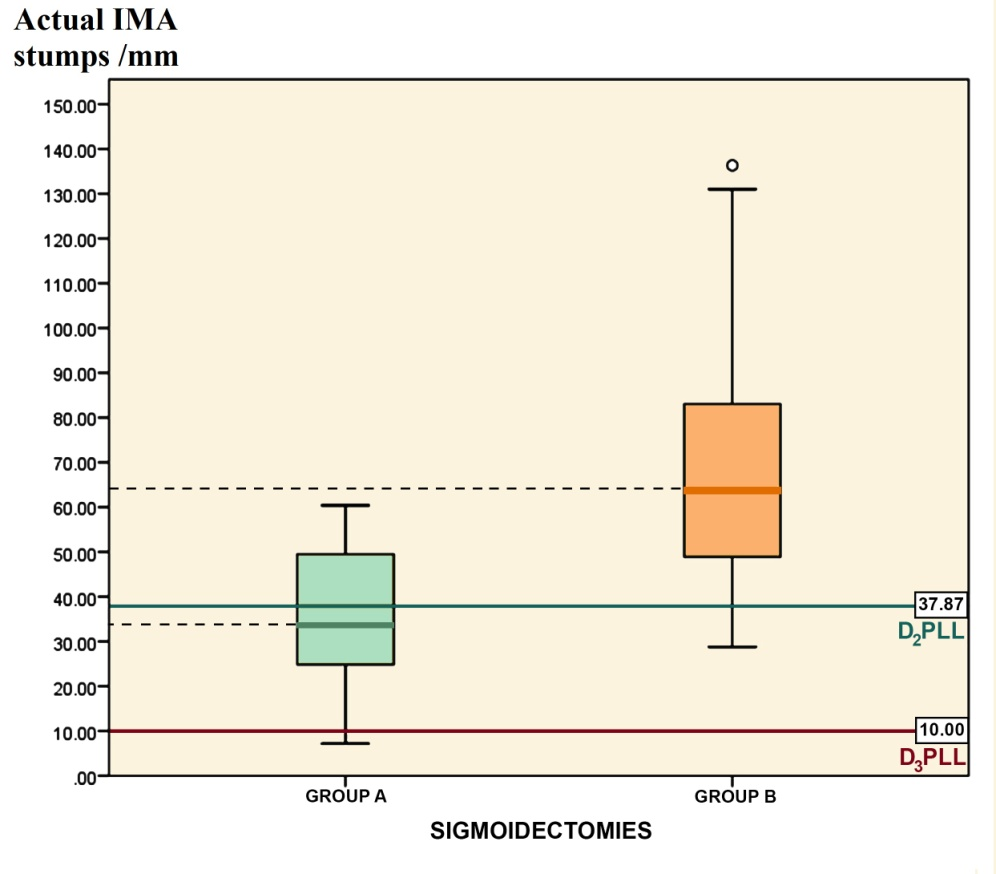 Actual IMA
stumps /mm
150.00
140.00
130.00
120.00
110.00
100.00
90.00
80.00
70.00
60.00
50.00
40.00
30.00
20.00
10.00
.00
37.87
D₂PLL
10.00
D₃PLL
GROUP A
GROUP B
SIGMOIDECTOMIES